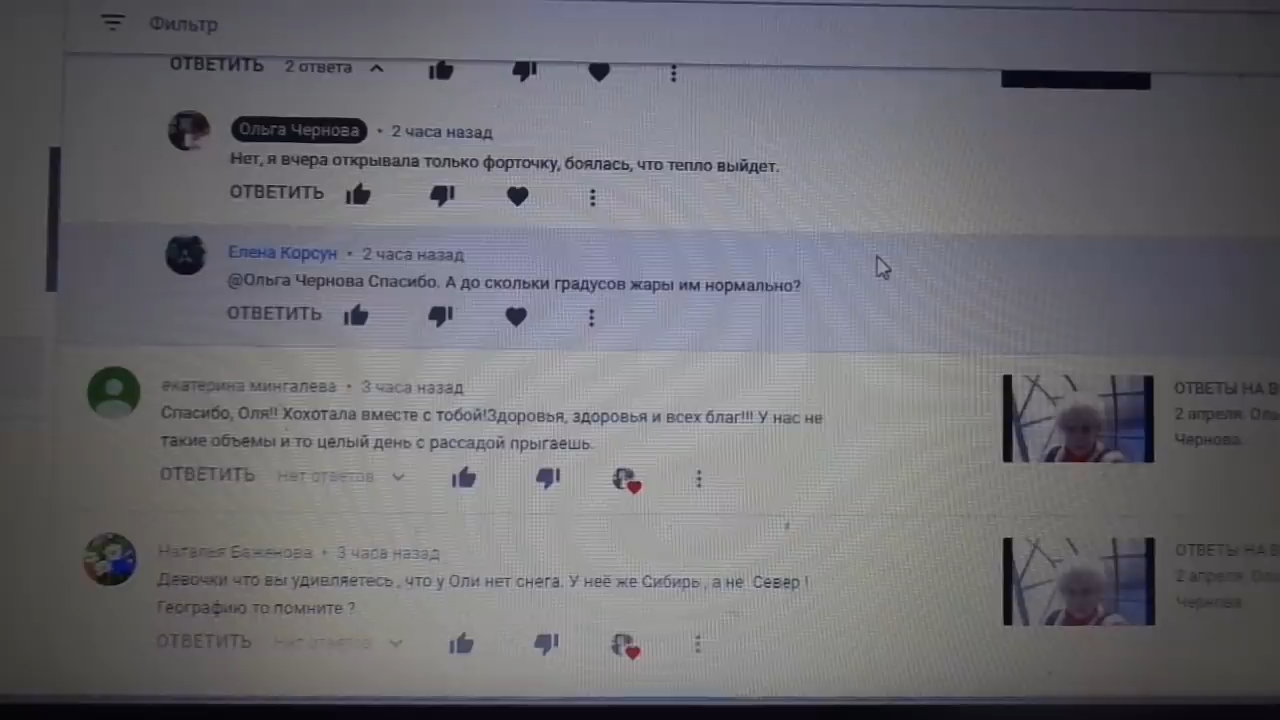 Фильтр
ОТВЕТИТЬ 2 ответа
Ольга Чернова • 2 часа назад
Нет, я вчера открывала только форточку, боялась, что тепло выйдет.
ОТВЕТИТЬ
Елена Корсун • 2 часа назад
@Ольга Чернова Спасибо. А до скольки градусов жары им нормально?
ОТВЕТИТЬ
екатерина мингалева • 3 часа назад
Спасибо, Оля!! Хохотала вместе с тобой!Здоровья, здоровья и всех благ!!! У нас не
такие объемы и то целый день с рассадой прыгаешь.
ОТВЕТИТЬ Нет ответов
ОТВЕТЫ НА В
2 апреля. Оль
Чернова.
Наталья Баженова • 3 часа назад
Девочки что вы удивляетесь , что у Оли нет снега. У неё же Сибирь , а не Север !
Географию то помните ?
ОТВЕТИТЬ Нет ответов
ОТВЕТЫ НА В
2 апреля. Оль
Чернова.